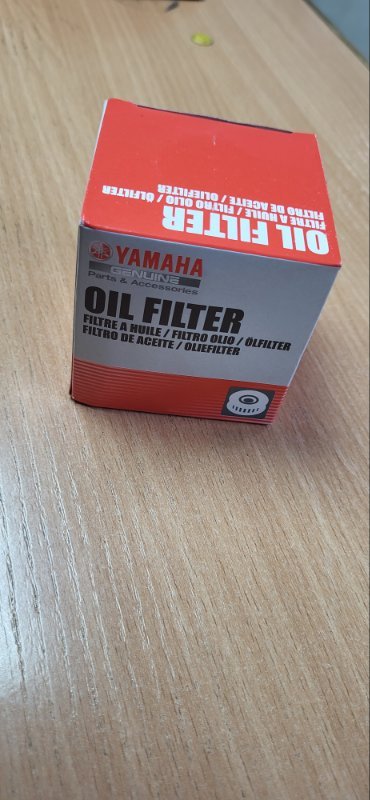 OIL FILTER
FILTRE A HUILE / FILTRO OLIO / ÖLFILTER
FILTRO DE ACEITE / OLIEFILTER
YAMAHA
GENUINE
Parts & Accessories
OIL FILTER
FILTRE A HUILE / FILTRO OLIO / ÖLFILTER
FILTRO DE ACEITE / OLIEFILTER